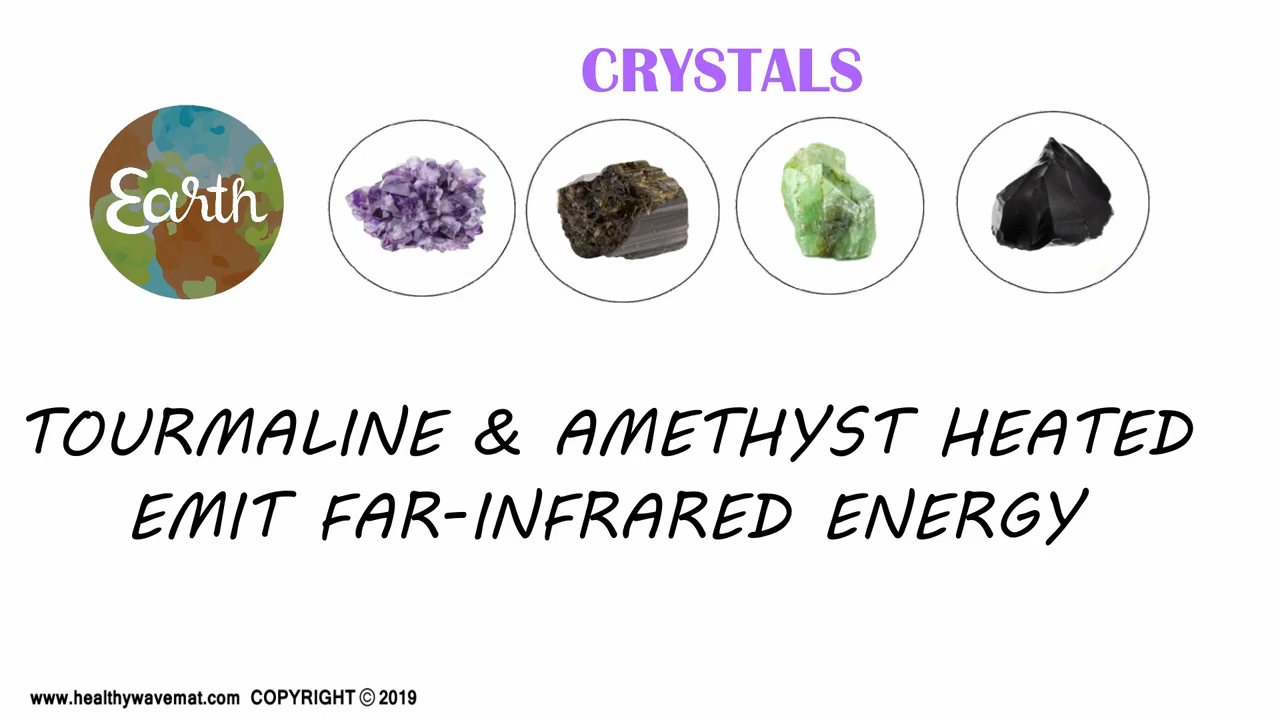 CRYSTALS
Earth
TOURMALINE & AMETHYST HEATED
EMIT FAR-INFRARED ENERGY
www.healthywavemat.com COPYRIGHT © 2019